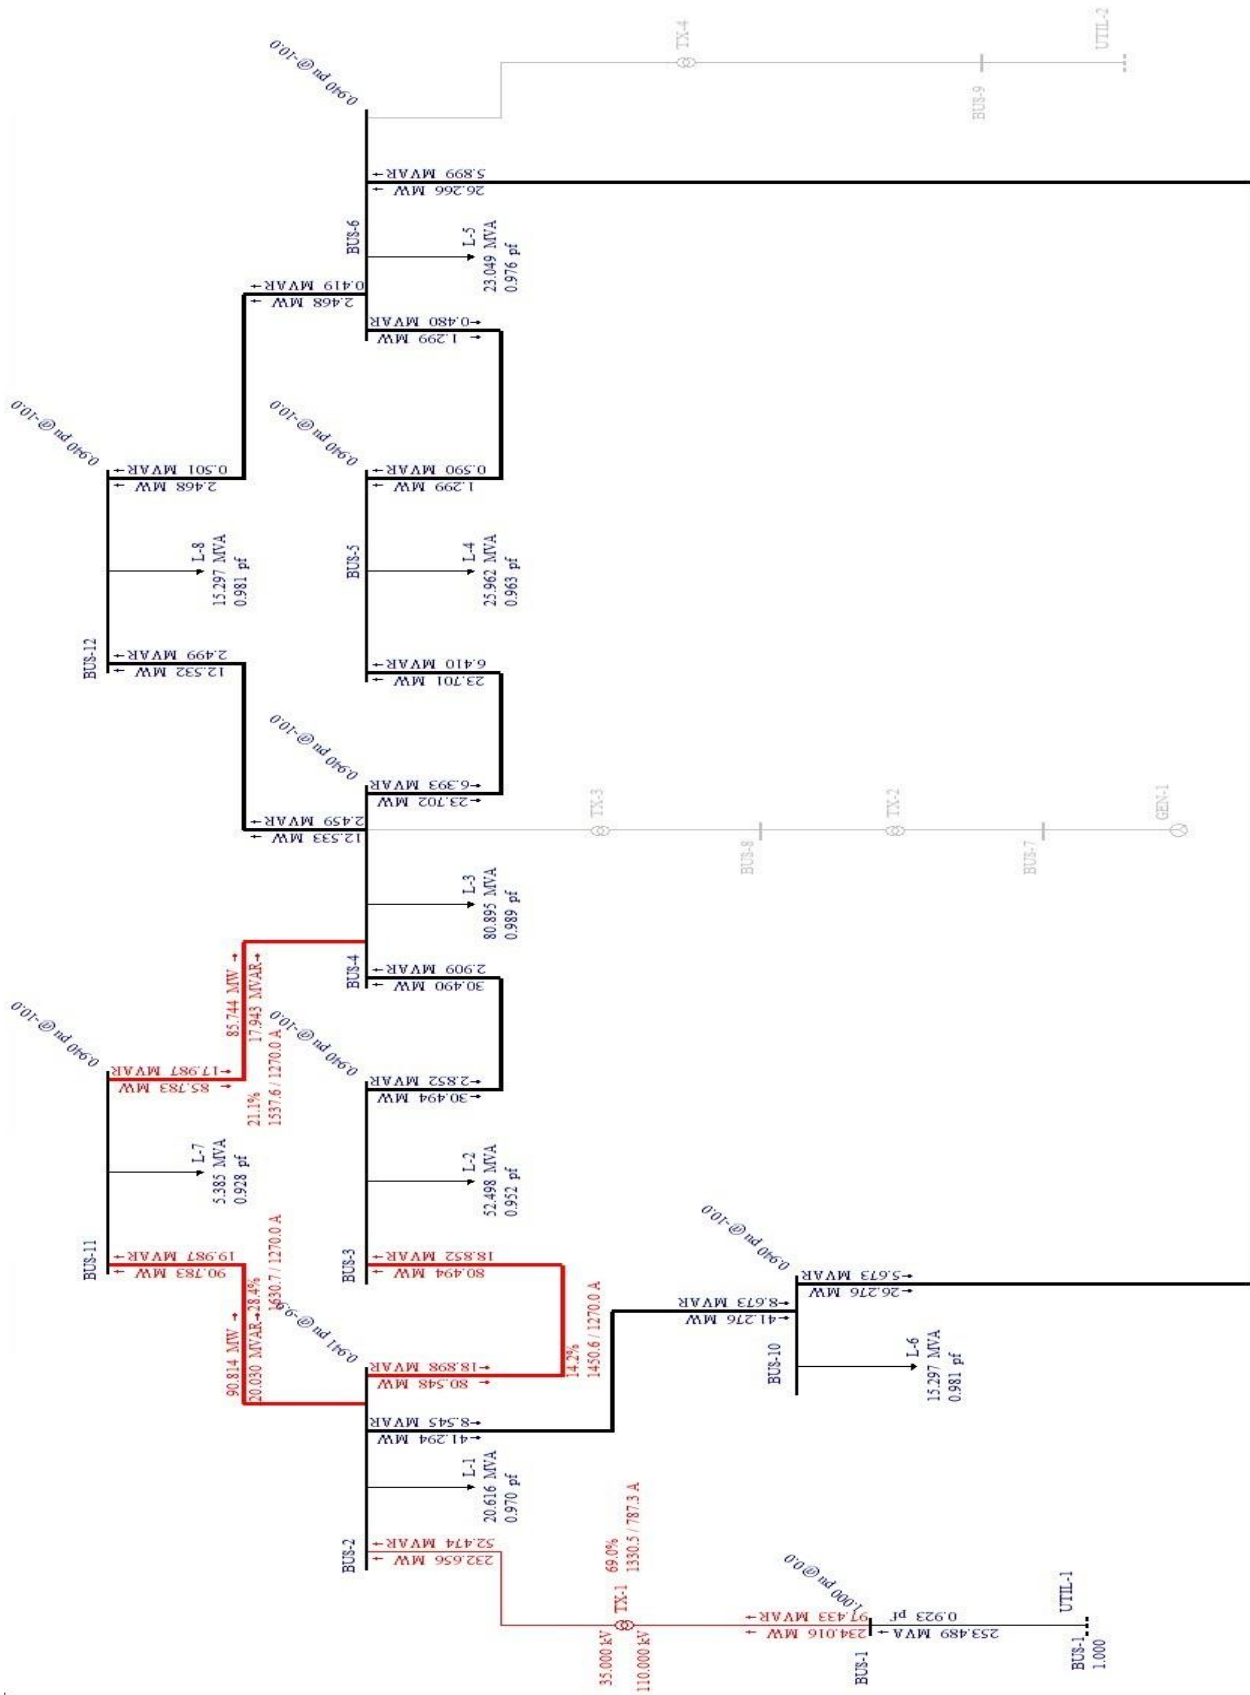 0.940 pu @ -10.0
TX-4
UTIL-2
BUS-9
BUS-6
5.899 MVAR
26.266 MW
L-5
23.049 MVA
0.976 pf
0.419 MVAR
2.468 MW
0.480 MVAR
1.299 MW
0.940 pu @ -10.0
0.501 MVAR
2.468 MW
L-8
15.297 MVA
0.981 pf
BUS-12
2.499 MVAR
12.532 MW
0.940 pu @ -10.0
0.590 MVAR
1.299 MW
BUS-5
L-4
25.962 MVA
0.963 pf
6.410 MVAR
23.701 MW
0.940 pu @ -10.0
6.393 MVAR
23.702 MW
2.459 MVAR
12.533 MW
TX-3
BUS-8
TX-2
BUS-7
GEN-1
L-3
80.895 MVA
0.989 pf
BUS-4
85.744 MW
17.943 MVAR
2.909 MVAR
30.490 MW
0.940 pu @ -10.0
17.987 MVAR
85.783 MW
21.1%
1537.6 / 1270.0 A
L-7
5.385 MVA
0.928 pf
BUS-11
19.987 MVAR
90.783 MW
0.940 pu @ -10.0
2.852 MVAR
30.494 MW
L-2
52.498 MVA
0.952 pf
BUS-3
18.852 MVAR
80.494 MW
90.814 MW
20.030 MVAR
28.4%
1630.7 / 1270.0 A
0.941 pu @ -9.9
18.898 MVAR
80.548 MW
14.2%
1450.6 / 1270.0 A
8.545 MVAR
41.294 MW
0.940 pu @ -10.0
8.673 MVAR
41.276 MW
5.673 MVAR
26.276 MW
BUS-10
L-6
15.297 MVA
0.981 pf
L-1
20.616 MVA
0.970 pf
BUS-2
52.474 MVAR
232.656 MW
69.0%
1330.5 / 787.3 A
TX-1
35.000 kV
110.000 kV
1.000 pu @ 0.0
97.433 MVAR
234.016 MW
BUS-1
0.923 pf
253.489 MVA
UTIL-1
BUS-1
1.000